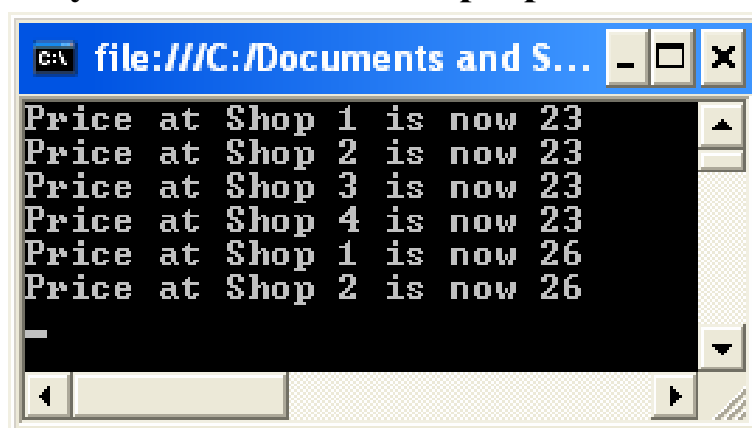 file:///C:/Documents and S...
Price at Shop 1 is now 23
Price at Shop 2 is now 23
Price at Shop 3 is now 23
Price at Shop 4 is now 23
Price at Shop 1 is now 26
Price at Shop 2 is now 26